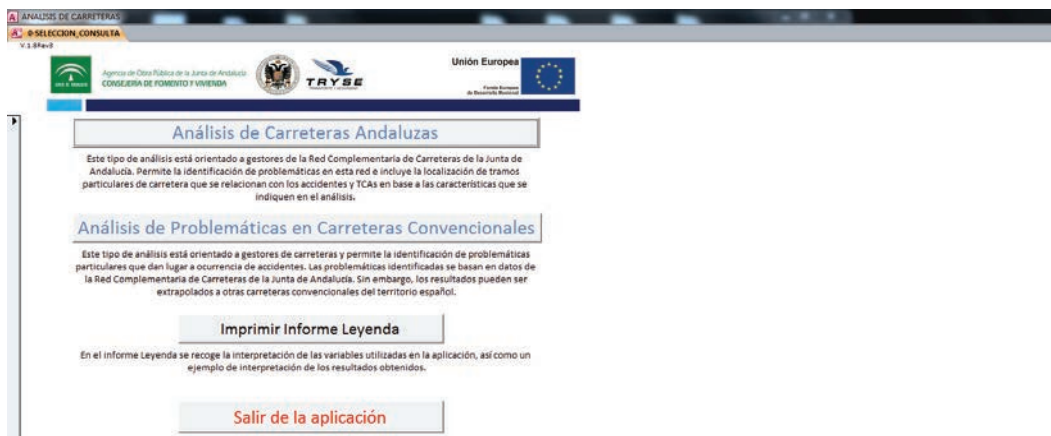 ANALISIS DE CARRETERAS
0-SELECCION_CONSULTA
V.1.8Rev3
Agencia de Obra Pública de la Junta de Andalucía
CONSEJERÍA DE FOMENTO Y VIVIENDA
TRYSE
Unión Europea
Fondo Europeo
de Desarrollo Regional
Análisis de Carreteras Andaluzas
Este tipo de análisis está orientado a gestores de la Red Complementaria de Carreteras de la Junta de
Andalucía. Permite la identificación de problemáticas en esta red e incluye la localización de tramos
particulares de carretera que se relacionan con los accidentes y TCAs en base a las características que se
indiquen en el análisis.
Análisis de Problemáticas en Carreteras Convencionales
Este tipo de análisis está orientado a gestores de carreteras y permite la identificación de problemáticas
particulares que dan lugar a ocurrencia de accidentes. Las problemáticas identificadas se basan en datos de
la Red Complementaria de Carreteras de la Junta de Andalucía. Sin embargo, los resultados pueden ser
extrapolados a otras carreteras convencionales del territorio español.
Imprimir Informe Leyenda
En el informe Leyenda se recoge la interpretación de las variables utilizadas en la aplicación, así como un
ejemplo de interpretación de los resultados obtenidos.
Salir de la aplicación